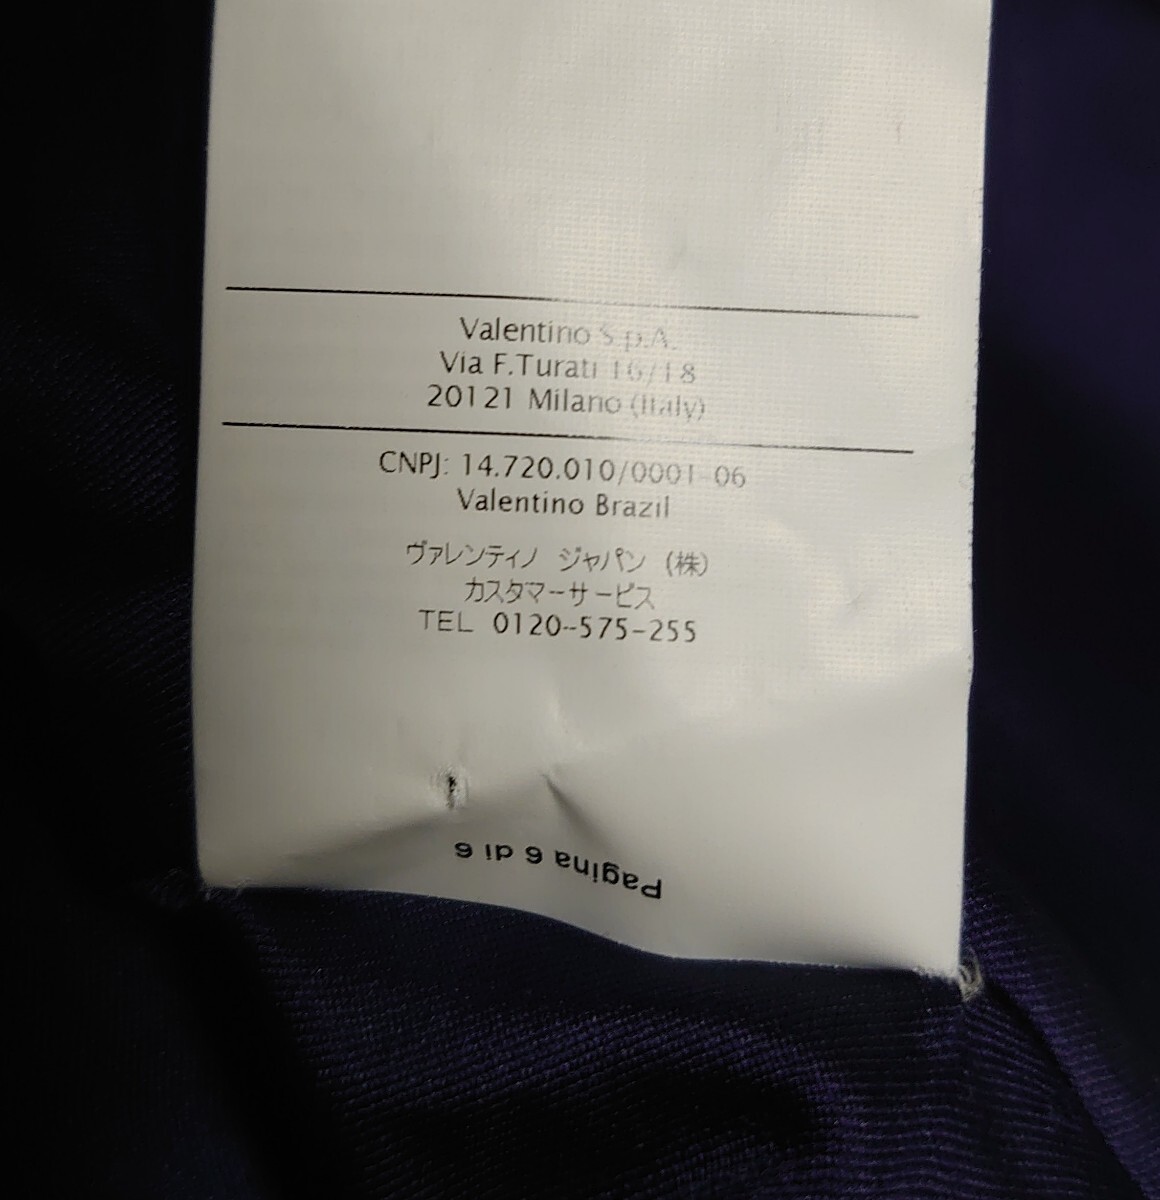 Valentino S.p.A.
Via F.Turati 16/18
20121 Milano (Italy)
CNPJ: 14.720.010/0001-06
Valentino Brazil
ヴァレンティノ ジャパン (株)
カスタマーサービス
TEL 0120-575-255
Pagina 6 di 6